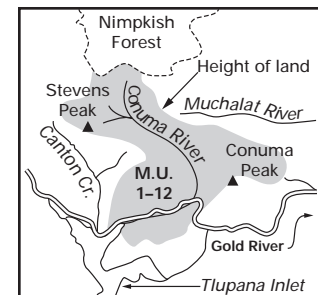 Nimpkish
Forest
Height of land
Stevens
Peak
Conuma River
Muchalat River
Canton Cr.
M.U.
1–12
Conuma
Peak
Gold River
Tlupana Inlet